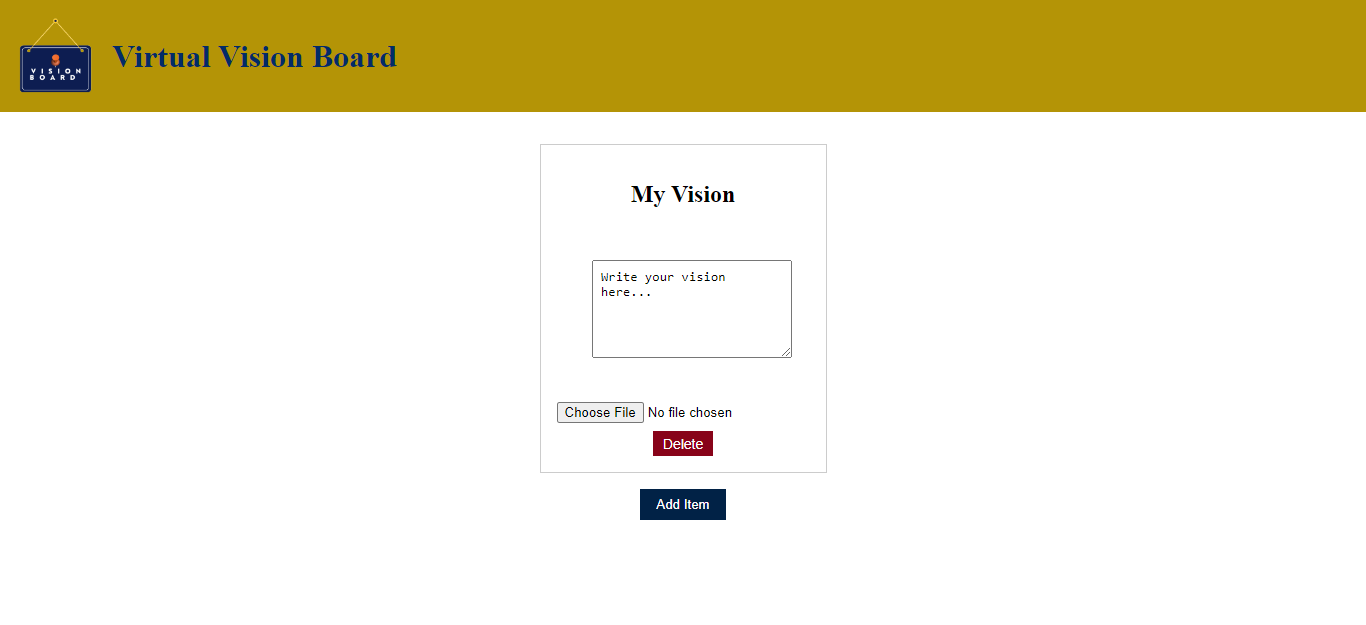 VISION
BOARD
Virtual Vision Board
My Vision
Write your vision
here...
Choose File No file chosen
Delete
Add Item